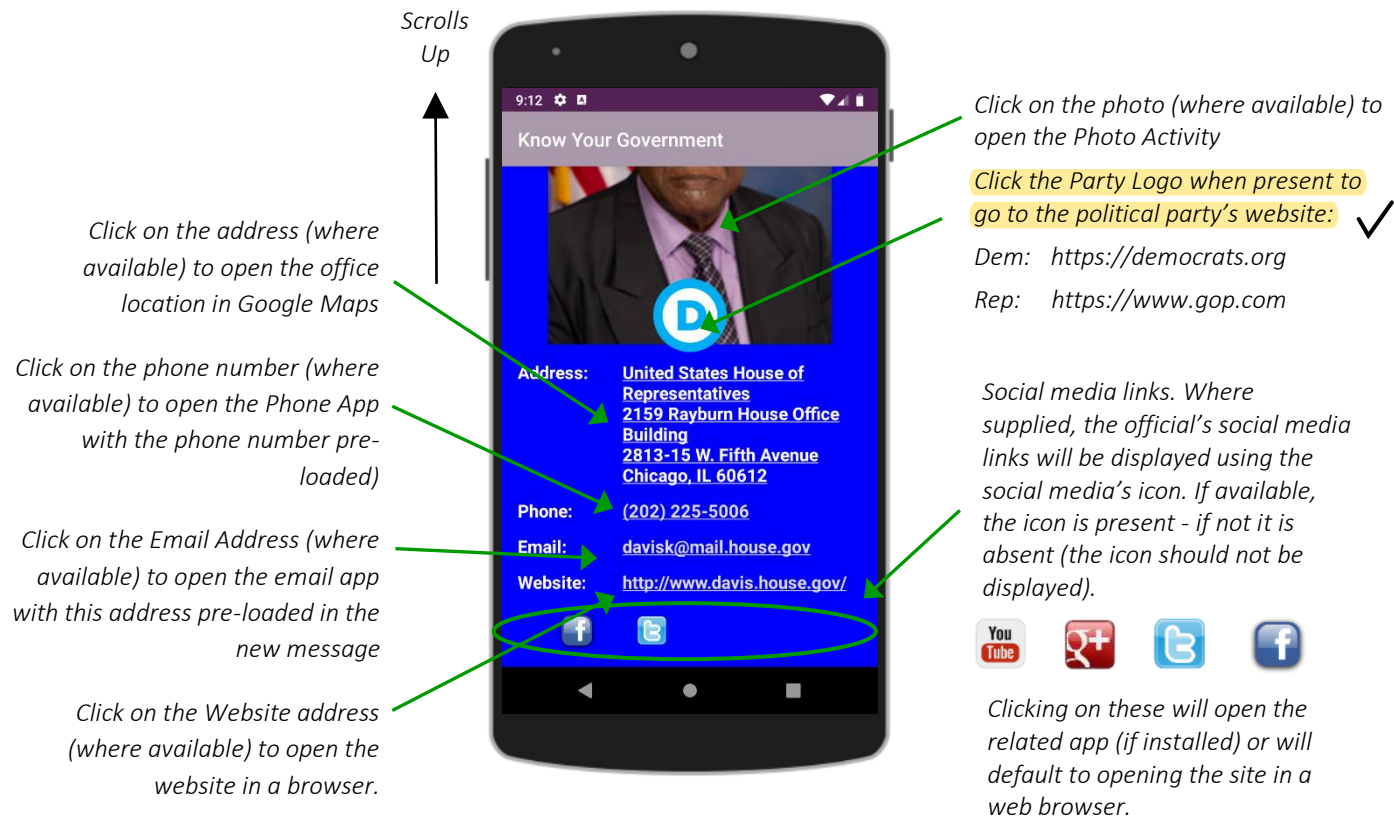 Scrolls
Up
9:12
Know Your Government
D
Address:
United States House of
Representatives
2159 Rayburn House Office
Building
2813-15 W. Fifth Avenue
Chicago, IL 60612
Phone:
(202) 225-5006
Email:
davisk@mail.house.gov
Website:
http://www.davis.house.gov/
f
t
Click on the address (where
available) to open the office
location in Google Maps
Click on the phone number (where
available) to open the Phone App
with the phone number pre-
loaded)
Click on the Email Address (where
available) to open the email app
with this address pre-loaded in the
new message
Click on the Website address
(where available) to open the
website in a browser.
Click on the photo (where available) to
open the Photo Activity
Click the Party Logo when present to
go to the political party’s website:
Dem: https://democrats.org
Rep: https://www.gop.com
Social media links. Where
supplied, the official’s social media
links will be displayed using the
social media’s icon. If available,
the icon is present - if not it is
absent (the icon should not be
displayed).
You
Tube
g+
t
f
Clicking on these will open the
related app (if installed) or will
default to opening the site in a
web browser.